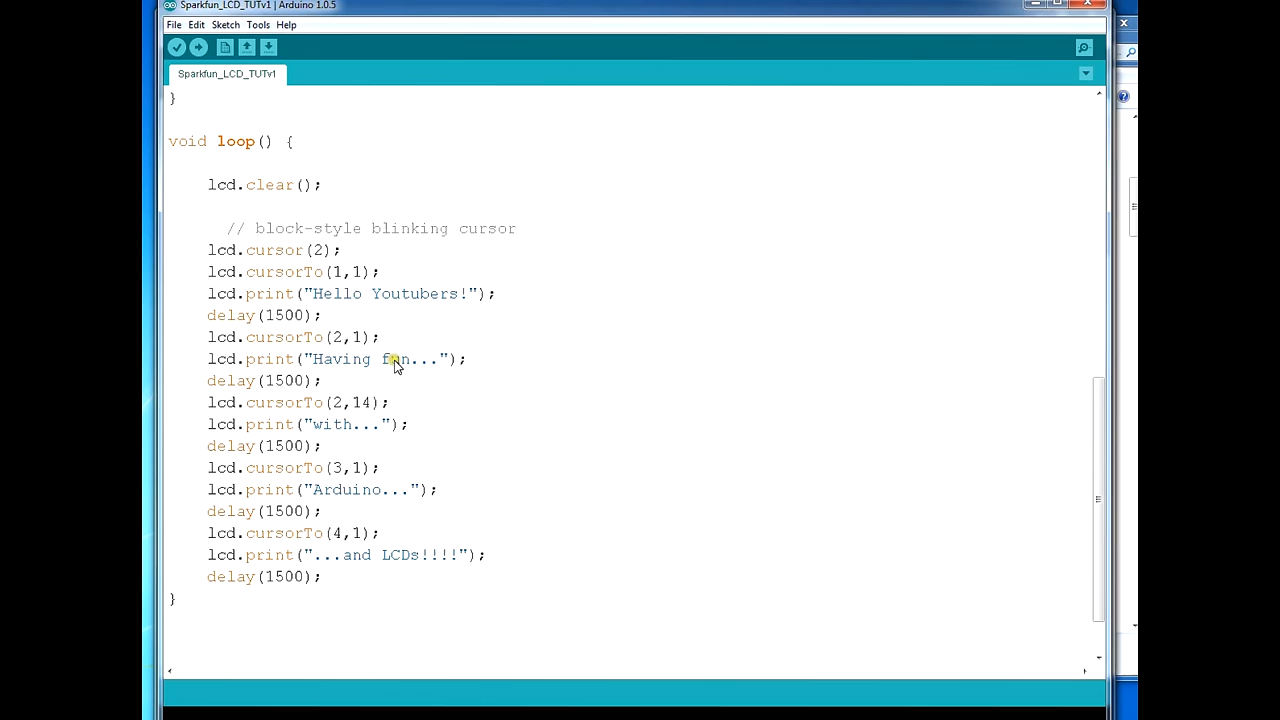 Sparkfun_LCD_TUTv1 | Arduino 1.0.5
File Edit Sketch Tools Help
Sparkfun_LCD_TUTv1
}
void loop() {
lcd.clear();
// block-style blinking cursor
lcd.cursor(2);
lcd.cursorTo(1,1);
lcd.print("Hello Youtubers!");
delay(1500);
lcd.cursorTo(2,1);
lcd.print("Having fun...");
delay(1500);
lcd.cursorTo(2,14);
lcd.print("with...");
delay(1500);
lcd.cursorTo(3,1);
lcd.print("Arduino...");
delay(1500);
lcd.cursorTo(4,1);
lcd.print("...and LCDs!!!!");
delay(1500);
}